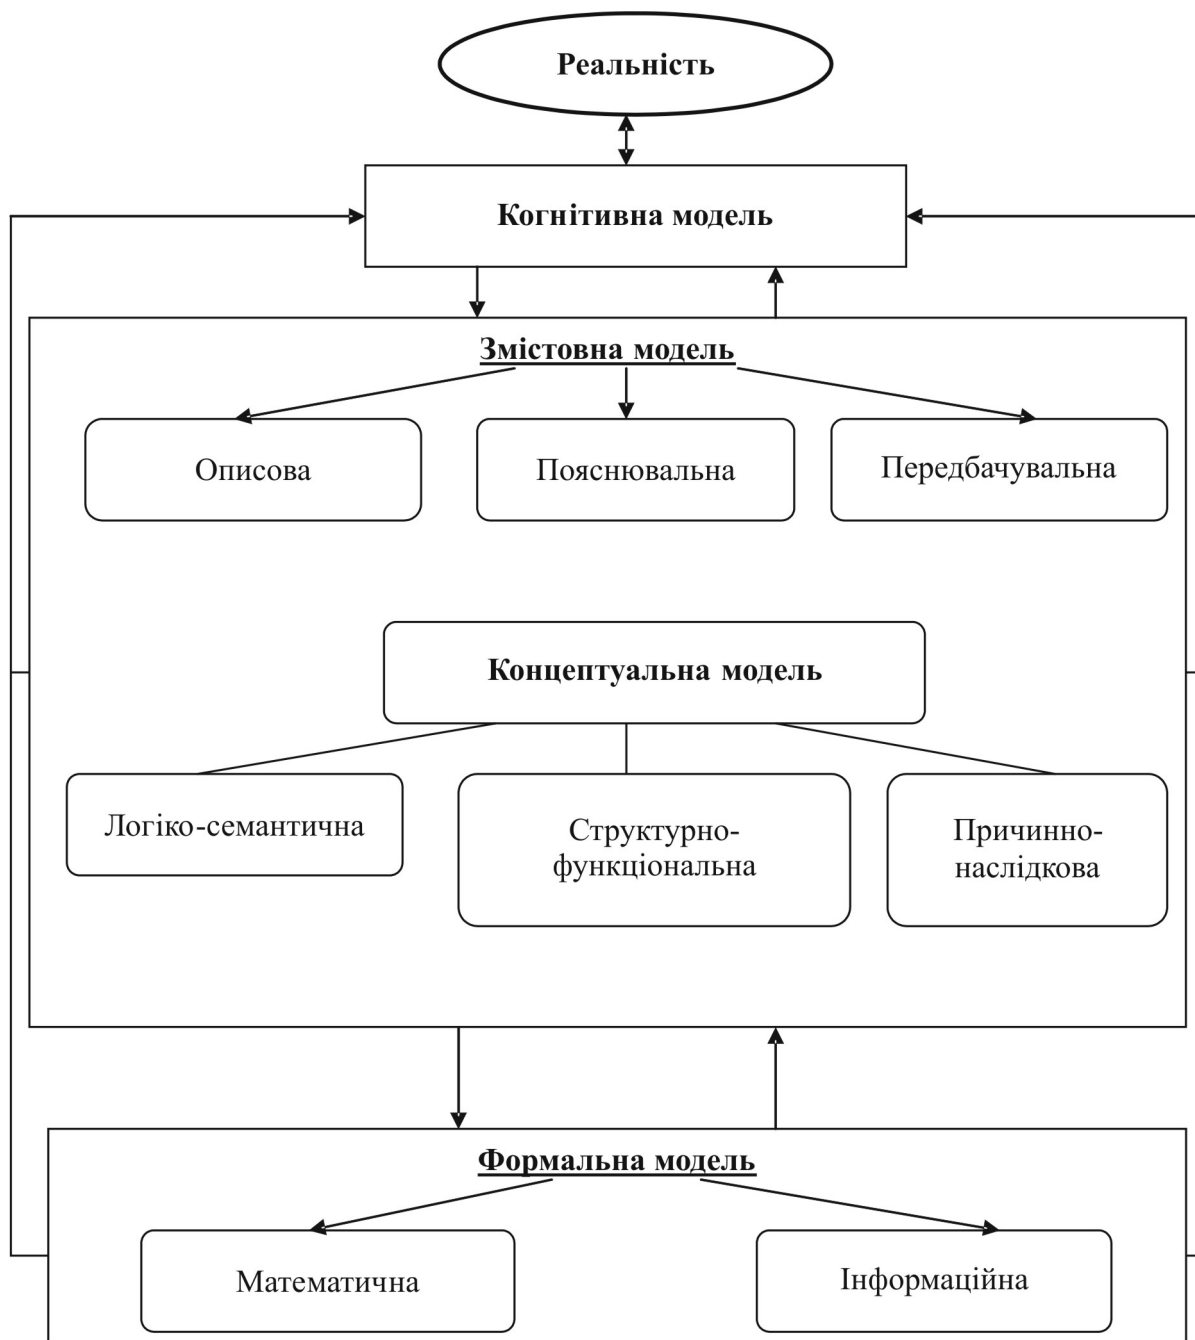 Реальність
Когнітивна модель
Змістовна модель
Описова
Пояснювальна
Передбачувальна
Концептуальна модель
Логіко-семантична
Структурно-
функціональна
Причинно-
наслідкова
Формальна модель
Математична
Інформаційна